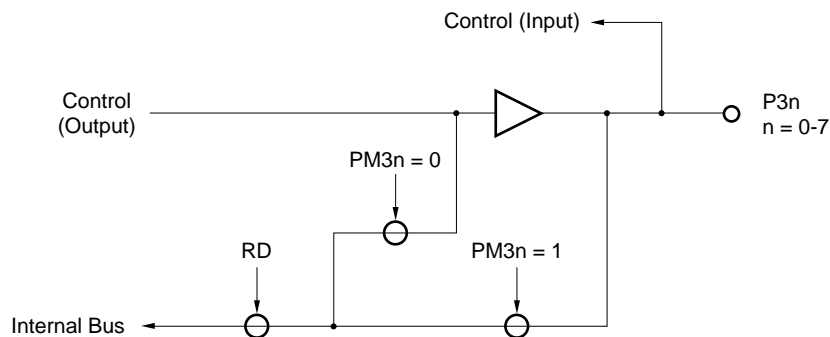 Control (Input)
Control
(Output)
P3n
n = 0-7
PM3n = 0
RD
PM3n = 1
Internal Bus